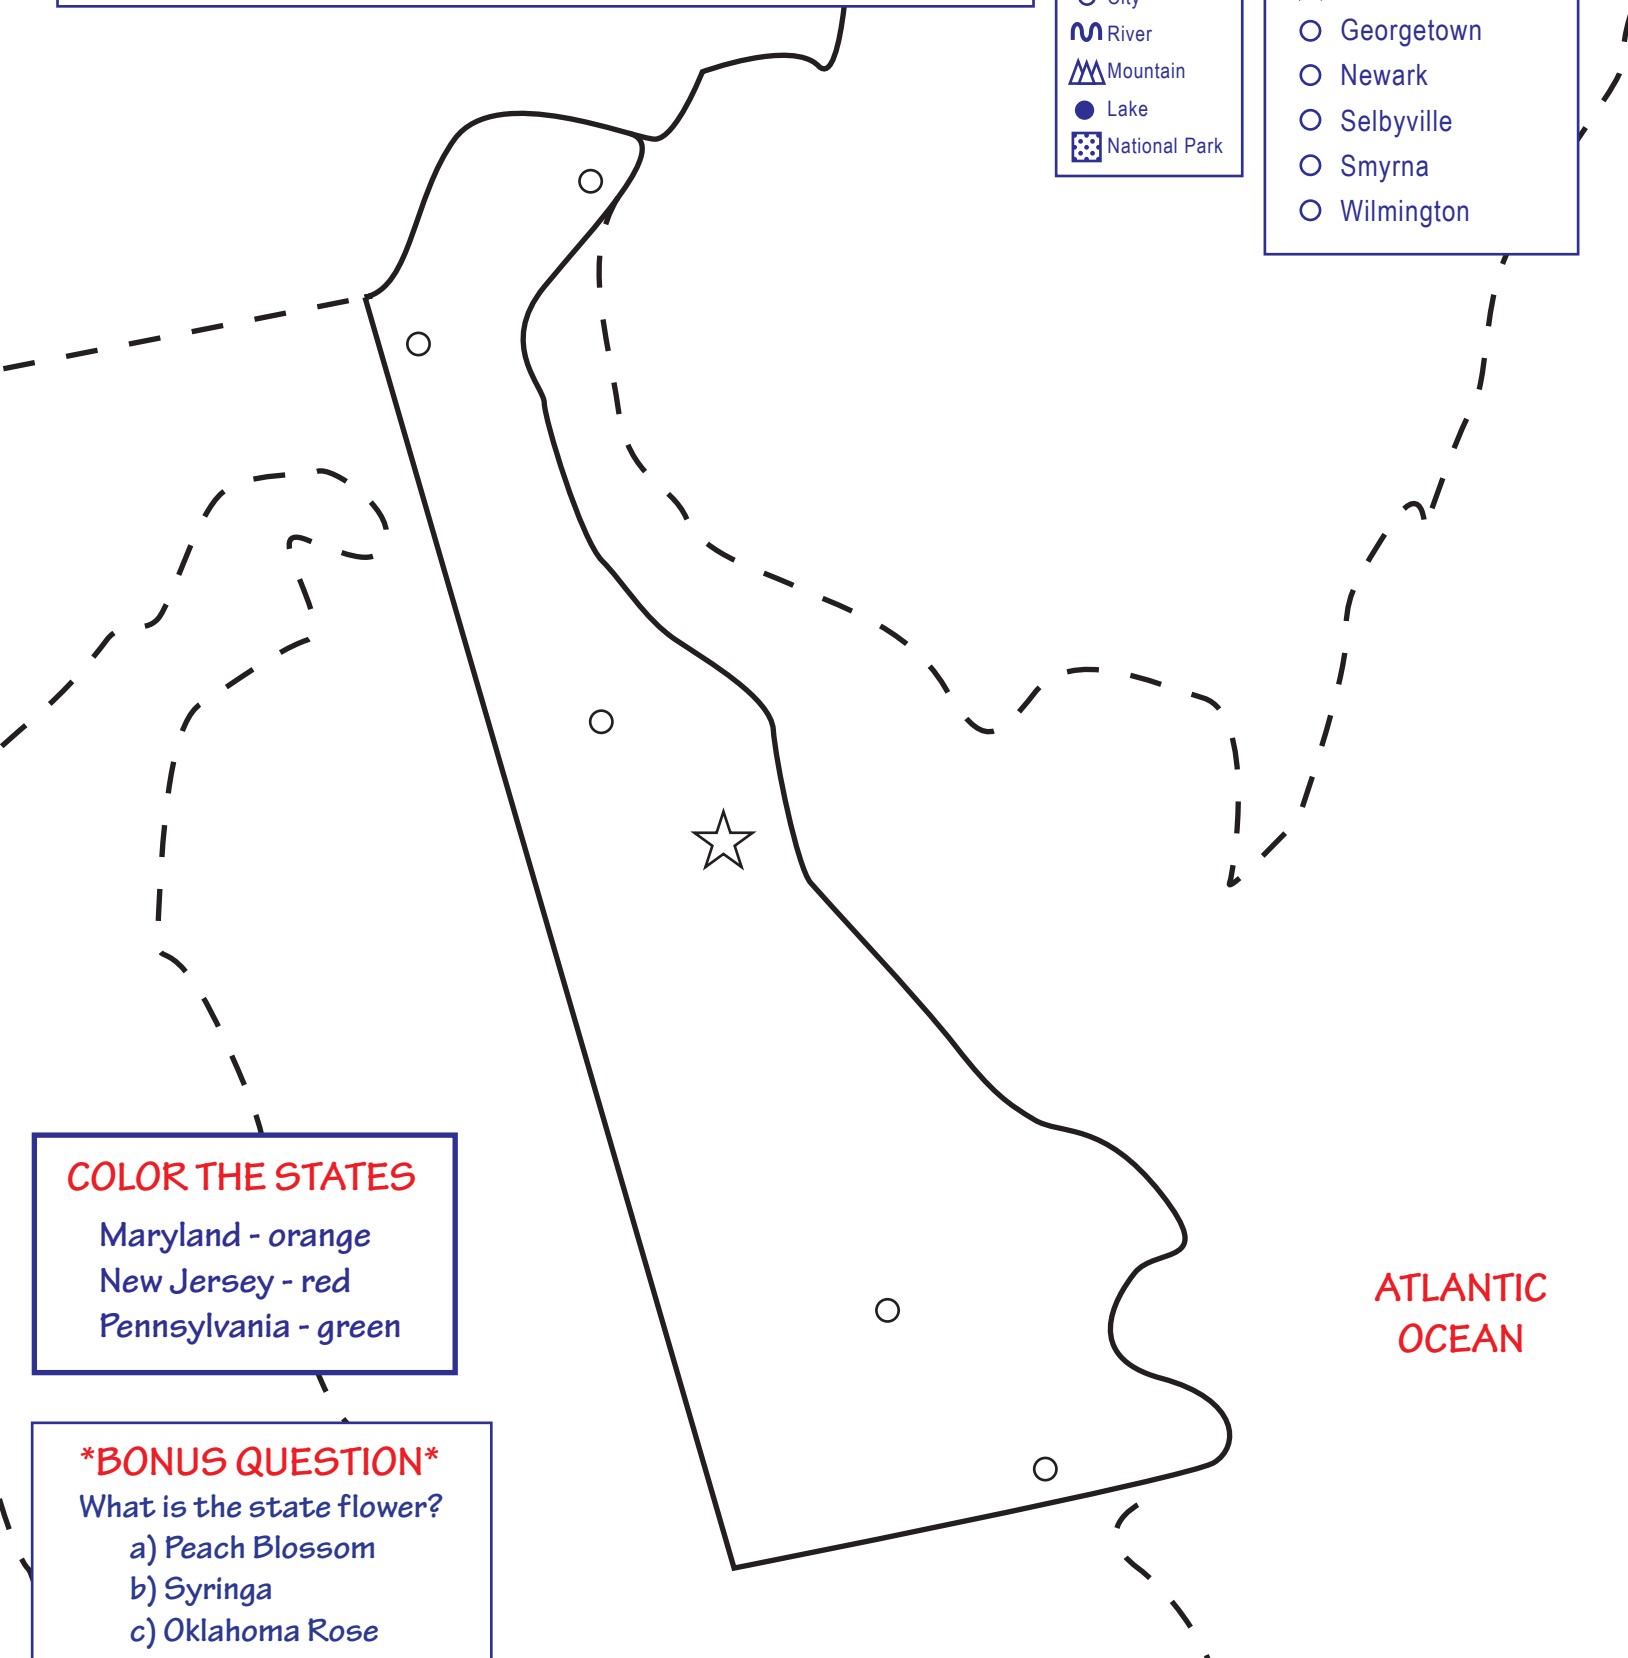 City
River
Mountain
Lake
National Park
Georgetown
Newark
Selbyville
Smyrna
Wilmington
COLOR THE STATES
Maryland - orange
New Jersey - red
Pennsylvania - green
ATLANTIC
OCEAN
*BONUS QUESTION*
What is the state flower?
a) Peach Blossom
b) Syringa
c) Oklahoma Rose